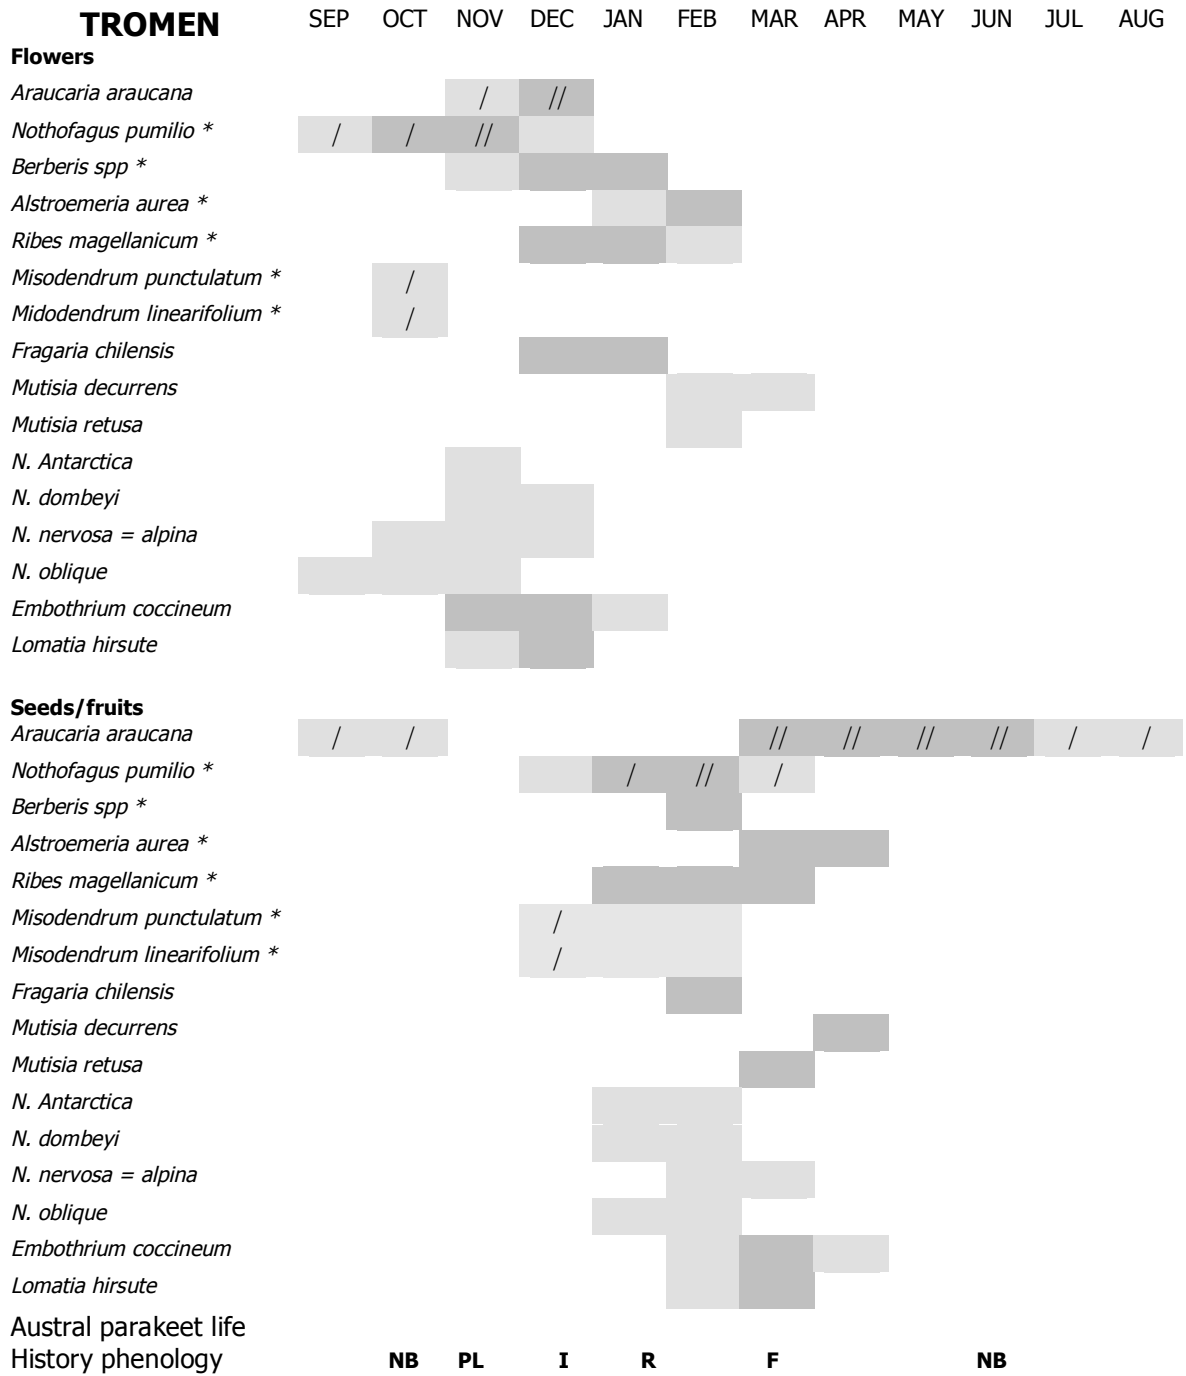 TROMEN SEP OCT NOV DEC JAN FEB MAR APR MAY JUN JUL AUG
Flowers
Araucaria araucana / //
Nothofagus pumilio * / / //
Berberis spp *
Alstroemeria aurea *
Ribes magellanicum *
Misodendrum punctulatum * /
Midodendrum linearifolium * /
Fragaria chilensis
Mutisia decurrens
Mutisia retusa
N. Antarctica
N. dombeyi
N. nervosa = alpina
N. oblique
Embothrium coccineum
Lomatia hirsute
Seeds/fruits
Araucaria araucana / / // // // // / /
Nothofagus pumilio * / // /
Berberis spp *
Alstroemeria aurea *
Ribes magellanicum *
Misodendrum punctulatum * /
Misodendrum linearifolium * /
Fragaria chilensis
Mutisia decurrens
Mutisia retusa
N. Antarctica
N. dombeyi
N. nervosa = alpina
N. oblique
Embothrium coccineum
Lomatia hirsute
Austral parakeet life
History phenology NB PL I R F NB